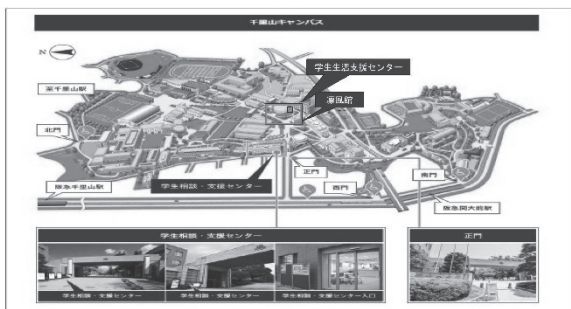 千里山キャンパス
N
学生生活支援センター
凜風館
至千里山駅
北門
学生相談・支援センター
正門
阪急千里山駅
西門
南門
阪急関大前駅
学生相談・支援センター
正門
学生相談・支援センター
学生相談・支援センター
学生相談・支援センター入口